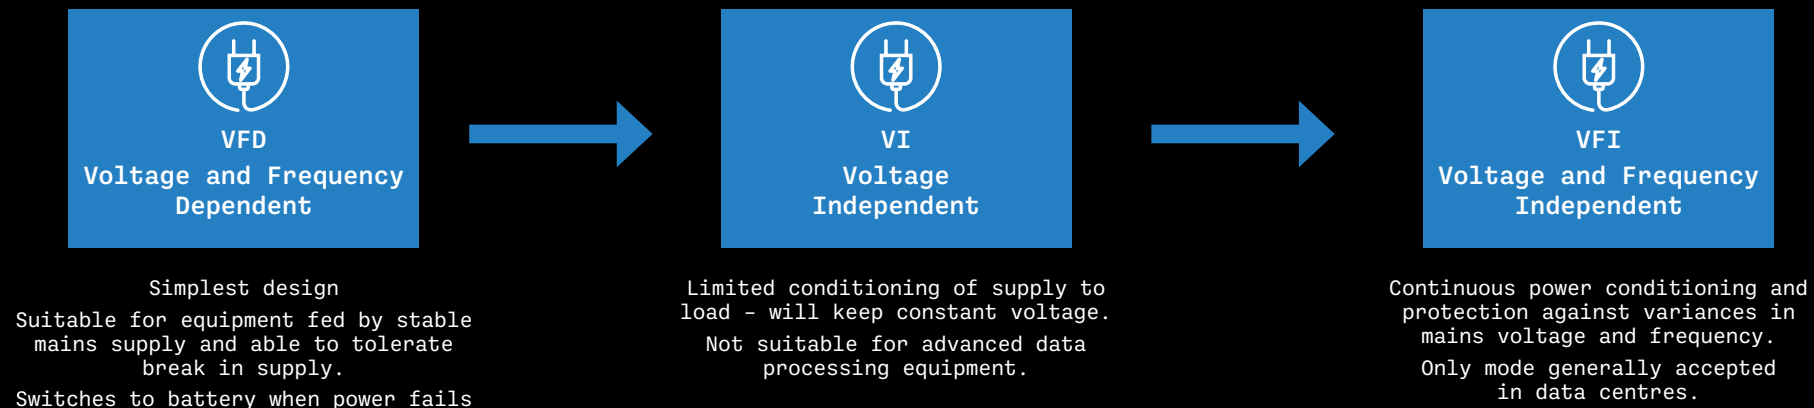 VFD
Voltage and Frequency
Dependent
Simplest design
Suitable for equipment fed by stable
mains supply and able to tolerate
break in supply.
Switches to battery when power fails
VI
Voltage
Independent
Limited conditioning of supply to
load – will keep constant voltage.
Not suitable for advanced data
processing equipment.
VFI
Voltage and Frequency
Independent
Continuous power conditioning and
protection against variances in
mains voltage and frequency.
Only mode generally accepted
in data centres.